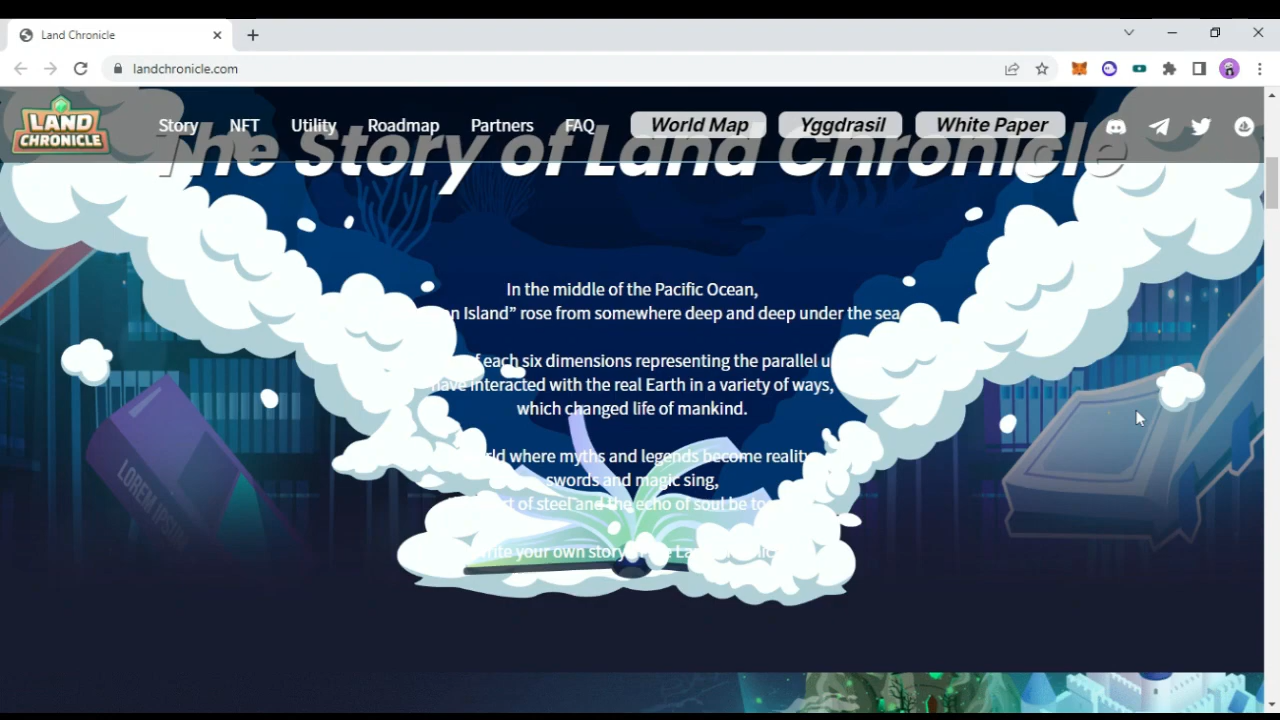 Land Chronicle
landchronicle.com
LAND
CHRONICLE
Story NFT Utility Roadmap Partners FAQ World Map Yggdrasil White Paper
The Story of Land Chronicle
In the middle of the Pacific Ocean,
Island” rose from somewhere deep and deep under the sea
each six dimensions representing the parallel
have interacted with the real Earth in a variety of ways,
which changed life of mankind.
where myths and legends become reality
swords and magic sing,
of steel and the echo of soul be
write your own story
LOREM IPSUM